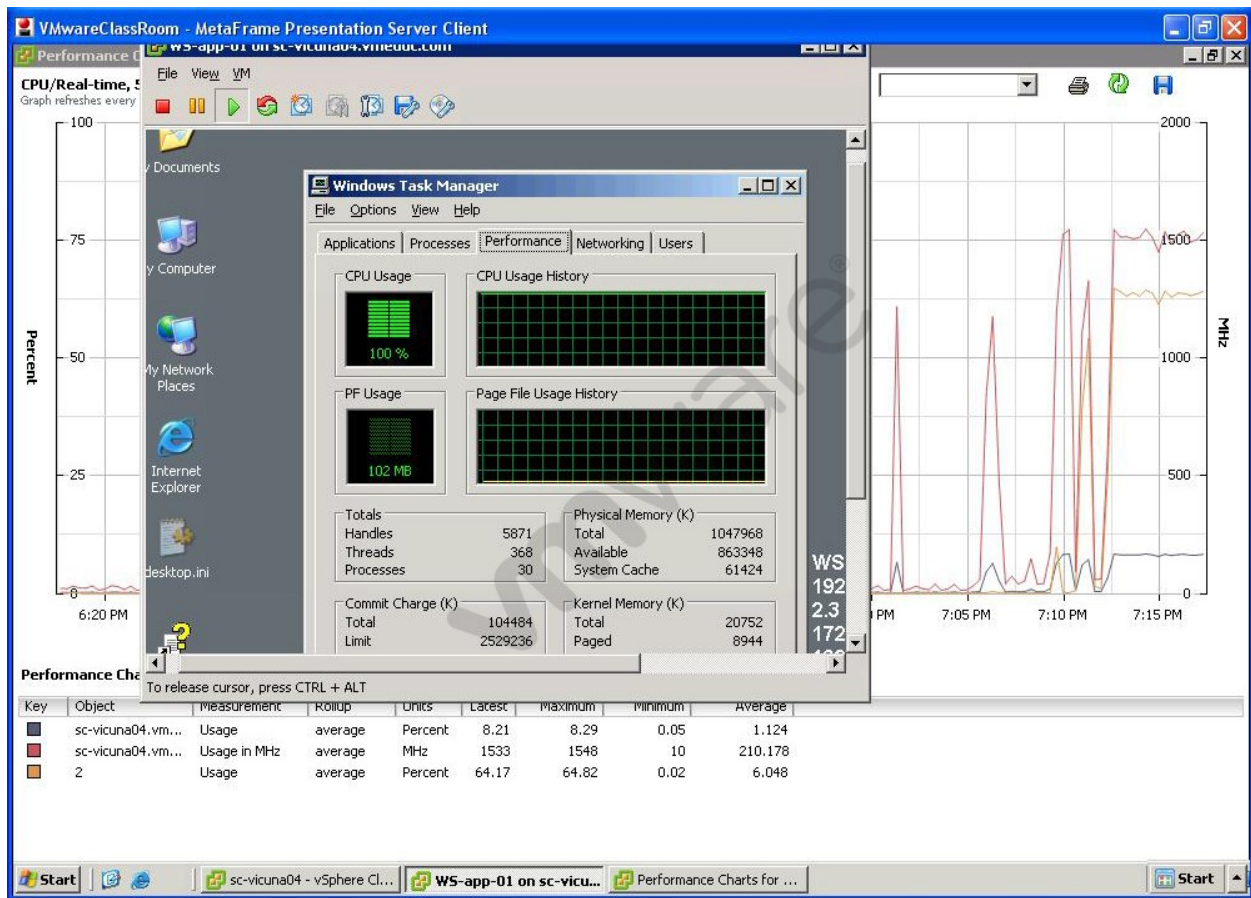 VMwareClassRoom - MetaFrame Presentation Server Client
Performance C
WS-app-01 on sc-vicuna04.vmeduc.com
CPU/Real-time, 5
Graph refreshes every
File View VM
100
2000
75
1500
50
1000
25
500
0
0
Percent
MHz
6:20 PM
PM
7:05 PM
7:10 PM
7:15 PM
y Documents
y Computer
My Network
Places
Internet
Explorer
desktop.ini
Windows Task Manager
File Options View Help
Applications Processes Performance Networking Users
CPU Usage
CPU Usage History
100 %
PF Usage
Page File Usage History
102 MB
Totals
Handles 5871
Threads 368
Processes 30
Physical Memory (K)
Total 1047968
Available 863348
System Cache 61424
Commit Charge (K)
Total 104484
Limit 2529236
Kernel Memory (K)
Total 20752
Paged 8944
WS
192
2.3
172
vmware®
To release cursor, press CTRL + ALT
Performance Cha
Key Object Measurement Rollup Units Latest Maximum Minimum Average
sc-vicuna04.vm... Usage average Percent 8.21 8.29 0.05 1.124
sc-vicuna04.vm... Usage in MHz average MHz 1533 1548 10 210.178
2 Usage average Percent 64.17 64.82 0.02 6.048
Start sc-vicuna04 - vSphere Cl... WS-app-01 on sc-vicu... Performance Charts for ... Start